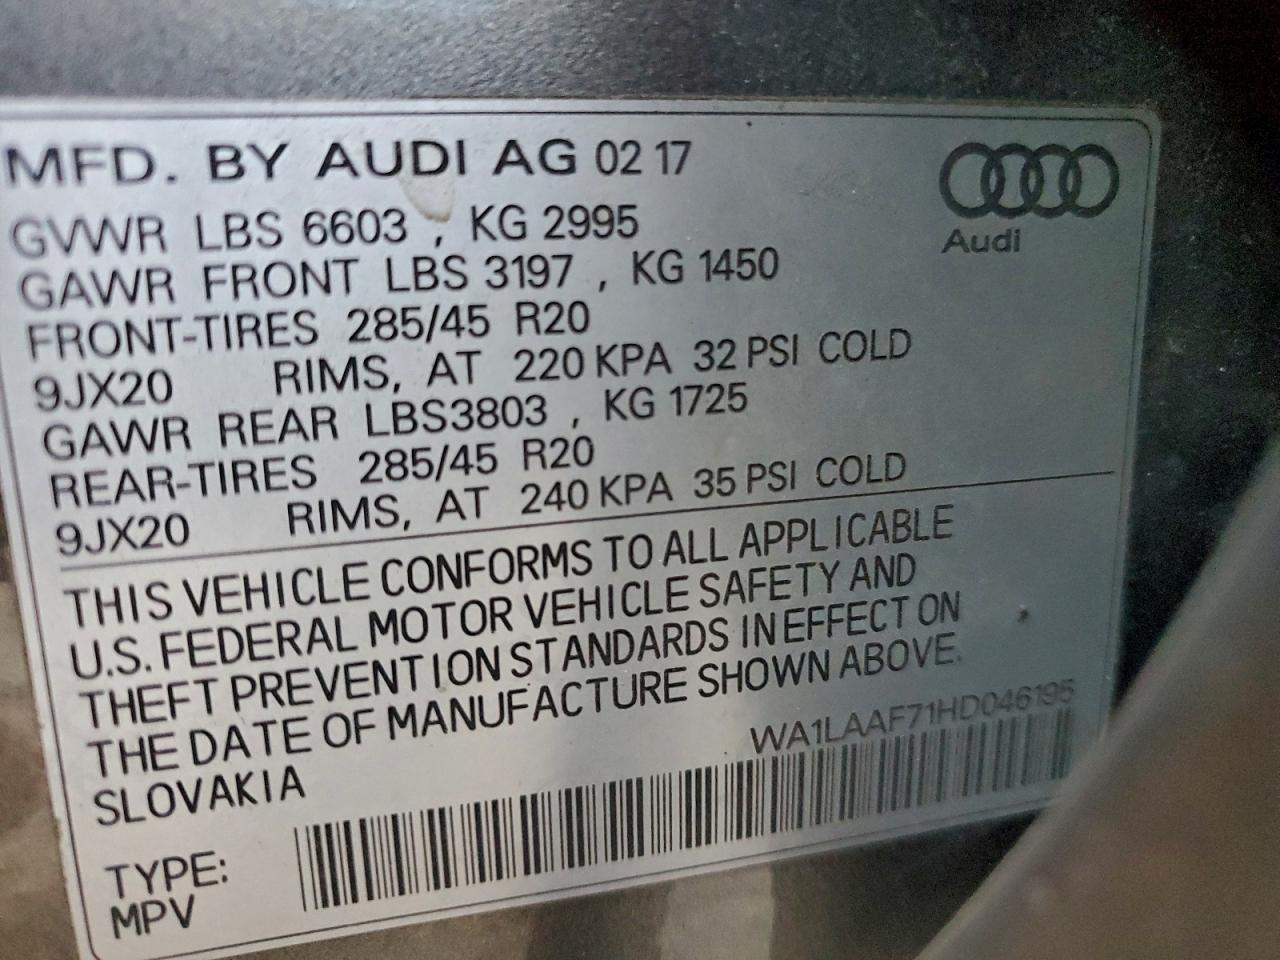 MFD. BY AUDI AG 02 17
Audi
GVWR LBS 6603 , KG 2995
GAWR FRONT LBS 3197 , KG 1450
FRONT-TIRES 285/45 R20
9JX20 RIMS, AT 220 KPA 32 PSI COLD
GAWR REAR LBS3803 , KG 1725
REAR-TIRES 285/45 R20
9JX20 RIMS, AT 240 KPA 35 PSI COLD
THIS VEHICLE CONFORMS TO ALL APPLICABLE
U.S. FEDERAL MOTOR VEHICLE SAFETY AND
THEFT PREVENTION STANDARDS IN EFFECT ON
THE DATE OF MANUFACTURE SHOWN ABOVE.
SLOVAKIA
WA1LAAF71HD046195
TYPE:
MPV